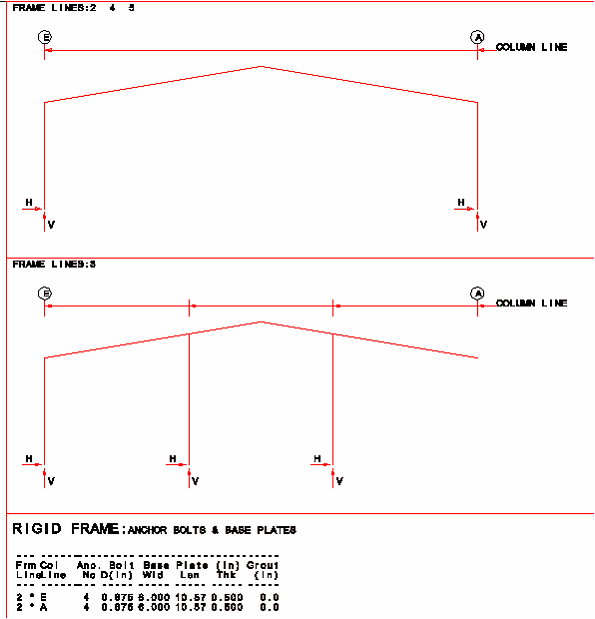 FRAME LINES:2 4 5
E A
COLUMN LINE
H H
V V
FRAME LINES:3
E A
COLUMN LINE
H H H
V V V
RIGID FRAME:ANCHOR BOLTS & BASE PLATES
--- ---- ---- ----- ----- ----- ----- -----
Frm Col Anc. Bolt Base Plate (in) Grout
Line Line No D(in) Wid Len Thk (in)
--- ---- ---- ----- ----- ----- ----- -----
2 * E 4 0.875 6.000 10.57 0.500 0.0
2 * A 4 0.875 6.000 10.57 0.500 0.0